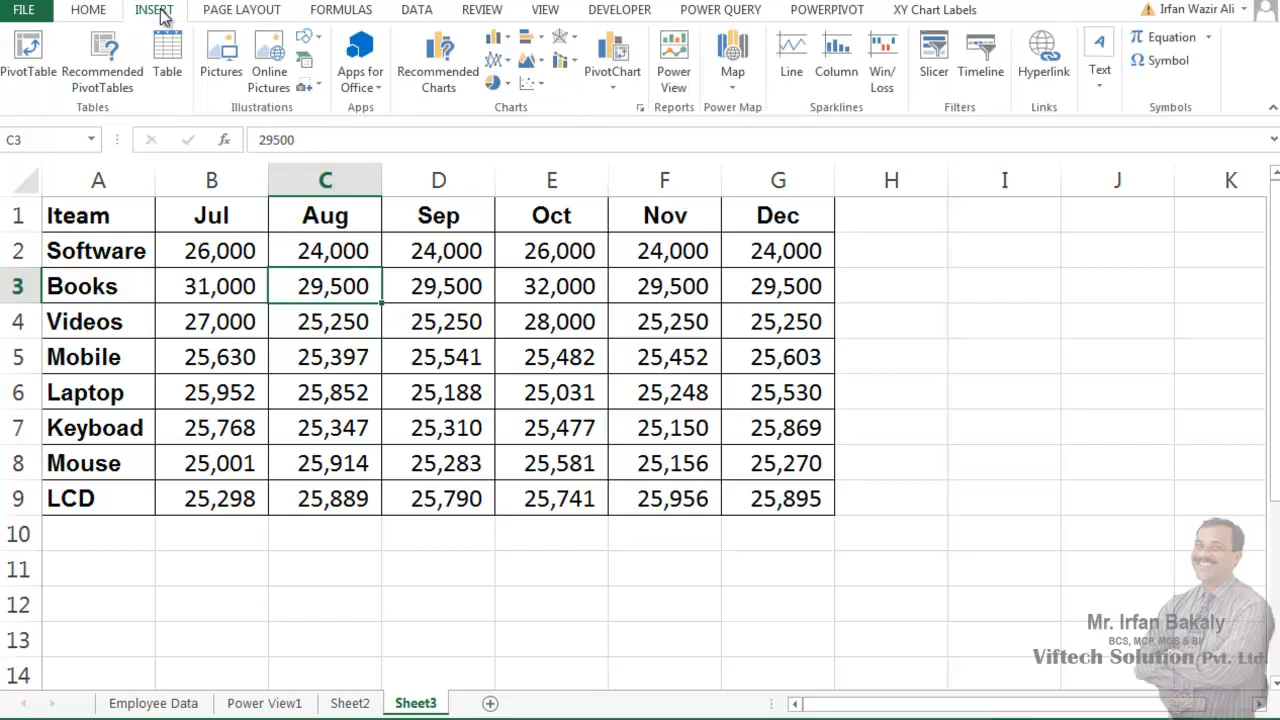 FILE HOME INSERT PAGE LAYOUT FORMULAS DATA REVIEW VIEW DEVELOPER POWER QUERY POWERPIVOT XY Chart Labels Irfan Wazir Ali
PivotTable Recommended PivotTables Table Pictures Online Pictures Apps for Office Recommended Charts PivotChart Power View Map Line Column Win/ Loss Slicer Timeline Hyperlink Text Equation Symbol
Tables Illustrations Apps Charts Reports Power Map Sparklines Filters Links Symbols
C3 fx 29500
A B C D E F G H I J K
1 Iteam Jul Aug Sep Oct Nov Dec
2 Software 26,000 24,000 24,000 26,000 24,000 24,000
3 Books 31,000 29,500 29,500 32,000 29,500 29,500
4 Videos 27,000 25,250 25,250 28,000 25,250 25,250
5 Mobile 25,630 25,397 25,541 25,482 25,452 25,603
6 Laptop 25,952 25,852 25,188 25,031 25,248 25,530
7 Keyboad 25,768 25,347 25,310 25,477 25,150 25,869
8 Mouse 25,001 25,914 25,283 25,581 25,156 25,270
9 LCD 25,298 25,889 25,790 25,741 25,956 25,895
10
11
12
13
14
Mr. Irfan Bakaly
BCS, MCP, MOS & BI
Viftech Solution Pvt. Ltd.
Employee Data Power View1 Sheet2 Sheet3